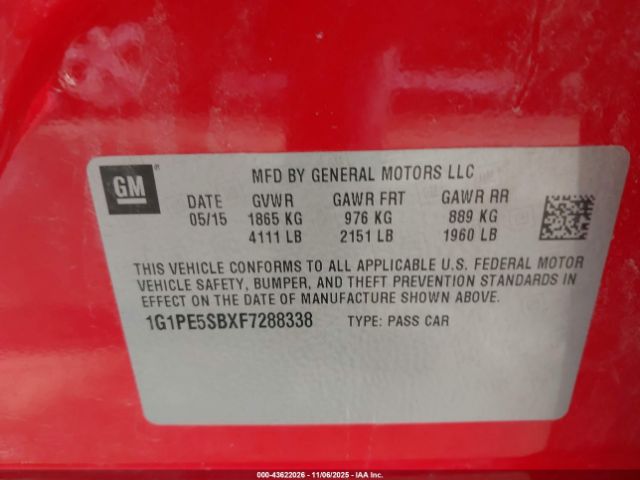 GM ®
MFD BY GENERAL MOTORS LLC
DATE GVWR GAWR FRT GAWR RR
05/15 1865 KG 976 KG 889 KG
4111 LB 2151 LB 1960 LB
THIS VEHICLE CONFORMS TO ALL APPLICABLE U.S. FEDERAL MOTOR
VEHICLE SAFETY, BUMPER, AND THEFT PREVENTION STANDARDS IN
EFFECT ON THE DATE OF MANUFACTURE SHOWN ABOVE.
1G1PE5SBXF7288338 TYPE: PASS CAR
000-43622026 - 11/06/2025 - IAA Inc.